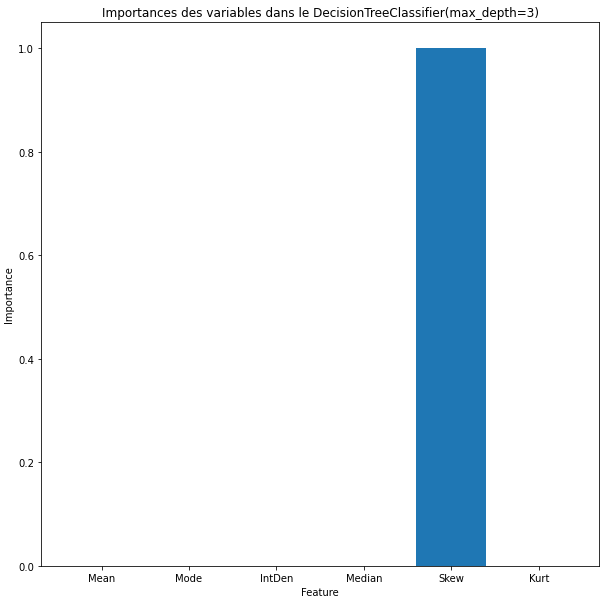 Importances des variables dans le DecisionTreeClassifier(max_depth=3)
1.0
0.8
0.6
0.4
0.2
0.0
Importance
Mean Mode IntDen Median Skew Kurt
Feature